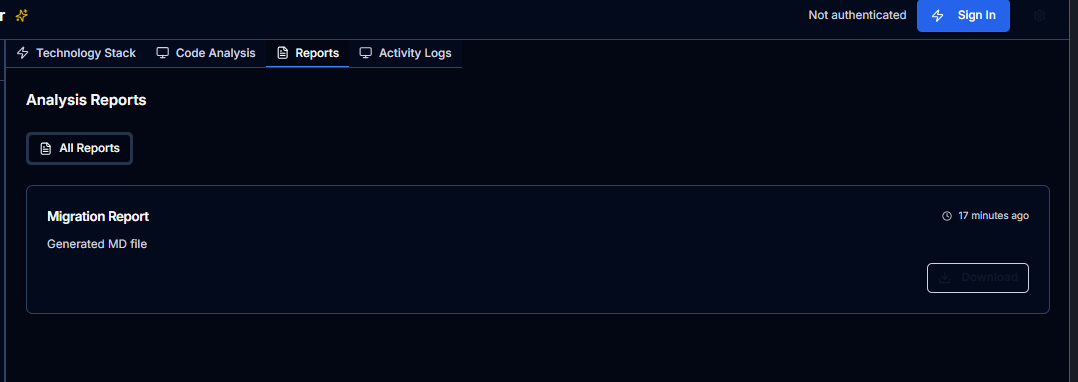 r
Not authenticated
Sign In
Technology Stack
Code Analysis
Reports
Activity Logs
Analysis Reports
All Reports
Migration Report
17 minutes ago
Generated MD file
Download